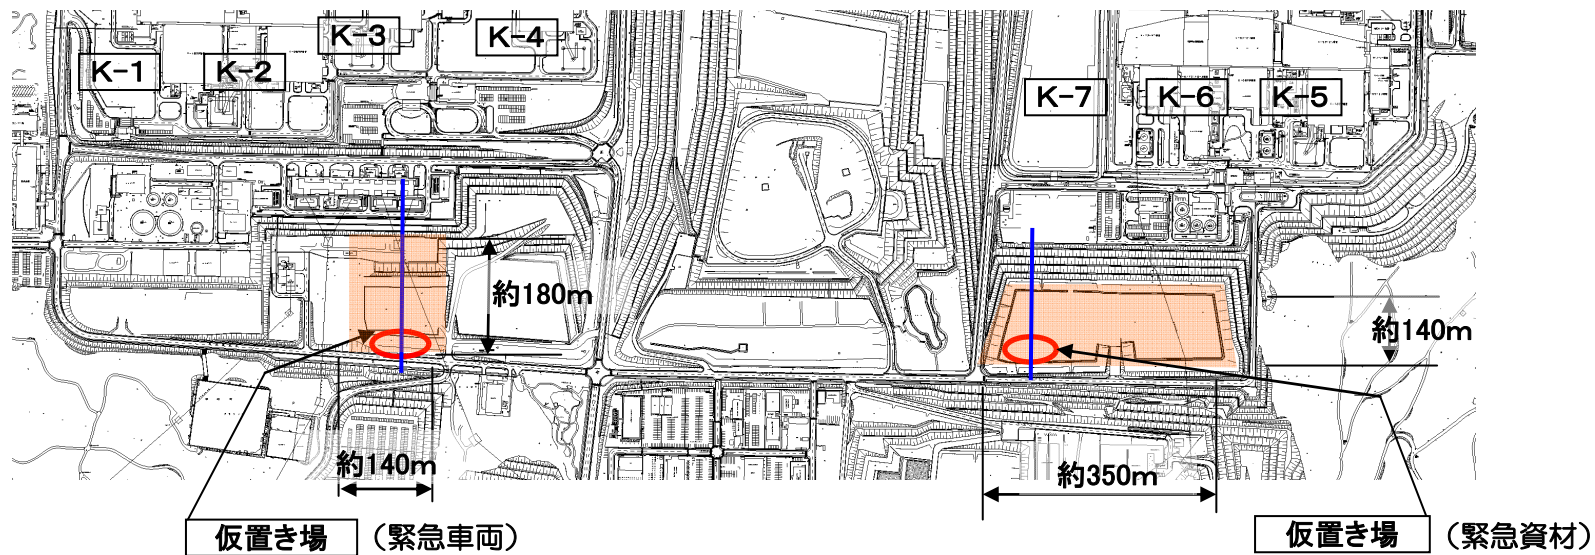 K-1
K-2
K-3
K-4
K-7
K-6
K-5
約180m
約140m
約140m
約350m
仮置き場 （緊急車両）
仮置き場 （緊急資材）